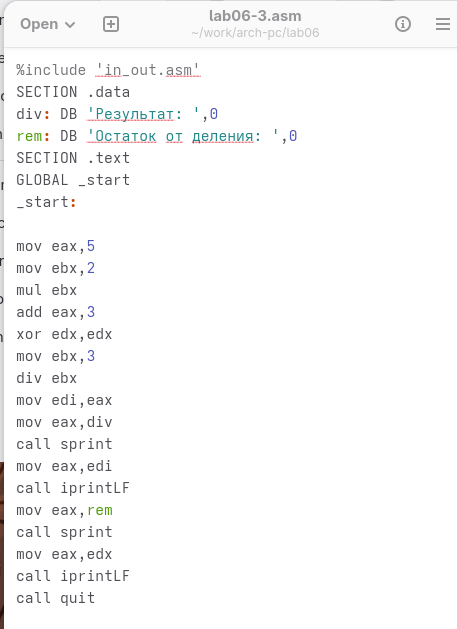 Open
lab06-3.asm
~/work/arch-pc/lab06
%include 'in_out.asm'
SECTION .data
div: DB 'Результат: ',0
rem: DB 'Остаток от деления: ',0
SECTION .text
GLOBAL _start
_start:
mov eax,5
mov ebx,2
mul ebx
add eax,3
xor edx,edx
mov ebx,3
div ebx
mov edi,eax
mov eax,div
call sprint
mov eax,edi
call iprintLF
mov eax,rem
call sprint
mov eax,edx
call iprintLF
call quit